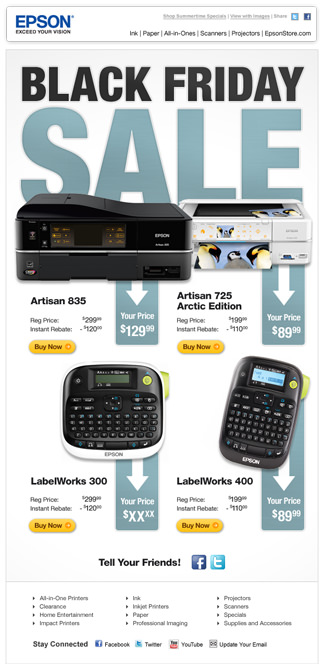 EPSON®
EXCEED YOUR VISION
Shop Summertime Specials | View with Images | Share
Ink | Paper | All-in-Ones | Scanners | Projectors | EpsonStore.com
BLACK FRIDAY
SALE
EPSON
EPSON
Artisan 835
Reg Price: $299.99
Instant Rebate: - $120.00
Buy Now
Your Price
$129.99
Artisan 725
Arctic Edition
Reg Price: $199.99
Instant Rebate: - $110.00
Buy Now
Your Price
$89.99
EPSON
EPSON
LabelWorks 300
Reg Price: $299.99
Instant Rebate: - $120.00
Buy Now
Your Price
$XX.XX
LabelWorks 400
Reg Price: $199.99
Instant Rebate: - $110.00
Buy Now
Your Price
$89.99
Tell Your Friends!
All-in-One Printers
Clearance
Home Entertainment
Impact Printers
Ink
Inkjet Printers
Paper
Professional Imaging
Projectors
Scanners
Specials
Supplies and Accessories
Stay Connected Facebook Twitter YouTube Update Your Email